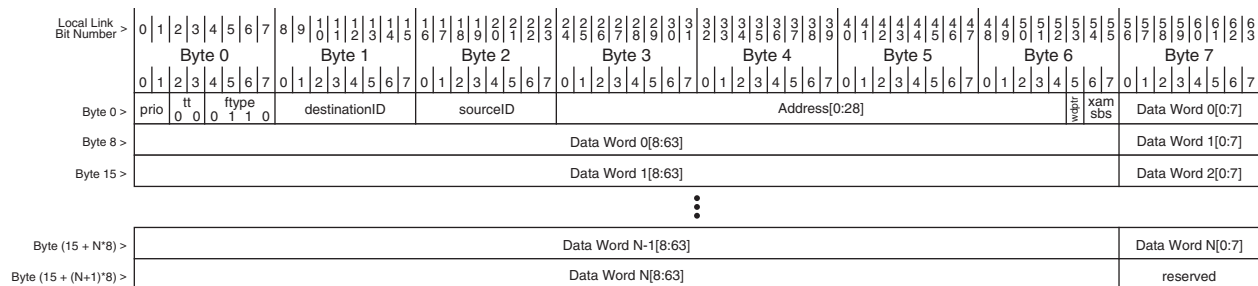 Local Link Bit Number > 0 1 2 3 4 5 6 7 8 9 10 11 12 13 14 15 16 17 18 19 20 21 22 23 24 25 26 27 28 29 30 31 32 33 34 35 36 37 38 39 40 41 42 43 44 45 46 47 48 49 50 51 52 53 54 55 56 57 58 59 60 61 62 63
Byte 0 Byte 1 Byte 2 Byte 3 Byte 4 Byte 5 Byte 6 Byte 7
0 1 2 3 4 5 6 7 0 1 2 3 4 5 6 7 0 1 2 3 4 5 6 7 0 1 2 3 4 5 6 7 0 1 2 3 4 5 6 7 0 1 2 3 4 5 6 7 0 1 2 3 4 5 6 7 0 1 2 3 4 5 6 7
Byte 0 > prio tt 0 0 ftype 0 1 1 0 destinationID sourceID Address[0:28] wdptr xam sbs Data Word 0[0:7]
Byte 8 > Data Word 0[8:63] Data Word 1[0:7]
Byte 15 > Data Word 1[8:63] Data Word 2[0:7]
Byte (15 + N*8) > Data Word N-1[8:63] Data Word N[0:7]
Byte (15 + (N+1)*8) > Data Word N[8:63] reserved